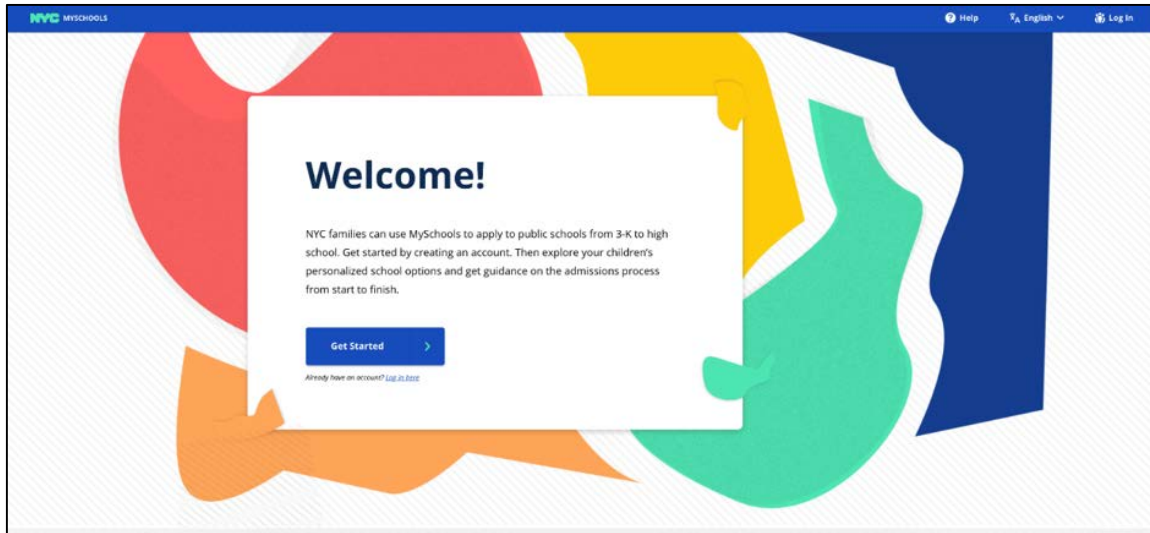 NYC MYSCHOOLS
Help English Log In
Welcome!
NYC families can use MySchools to apply to public schools from 3-K to high
school. Get started by creating an account. Then explore your children's
personalized school options and get guidance on the admissions process
from start to finish.
Get Started
Already have an account? Log in here